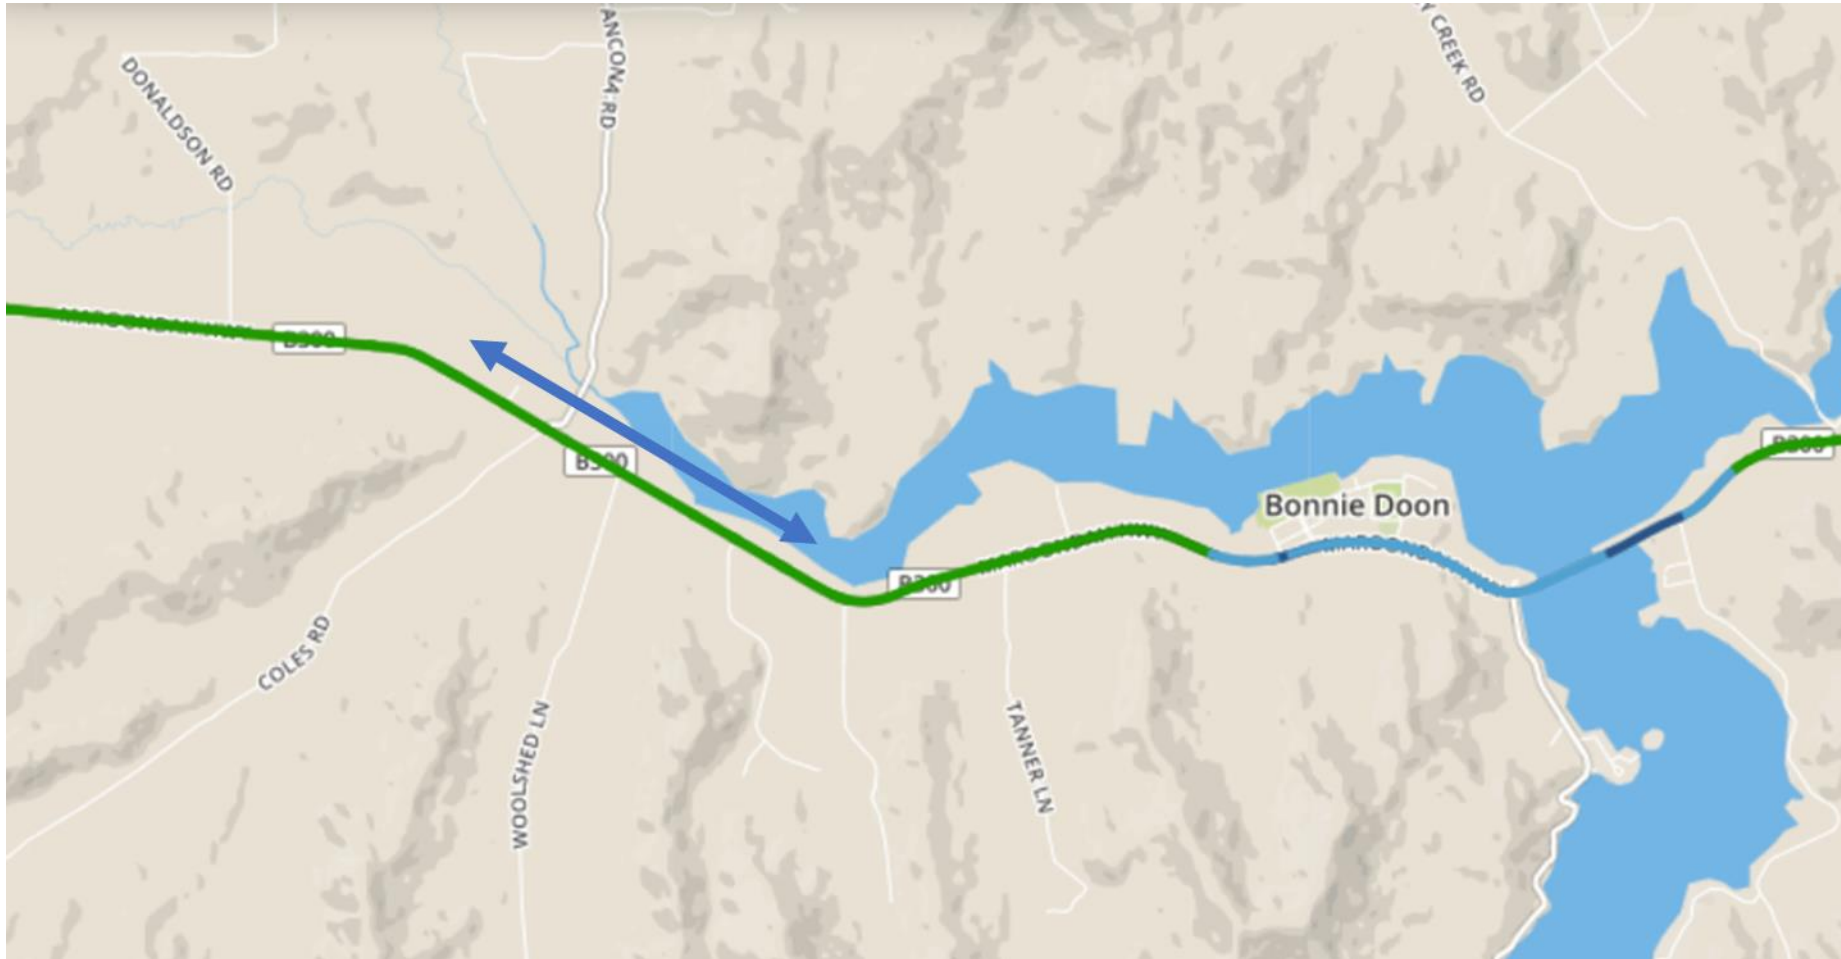 ANCONA RD
Y CREEK RD
DONALDSON RD
B300
B300
B300
Bonnie Doon
B300
COLES RD
WOOLSHED LN
TANNER LN